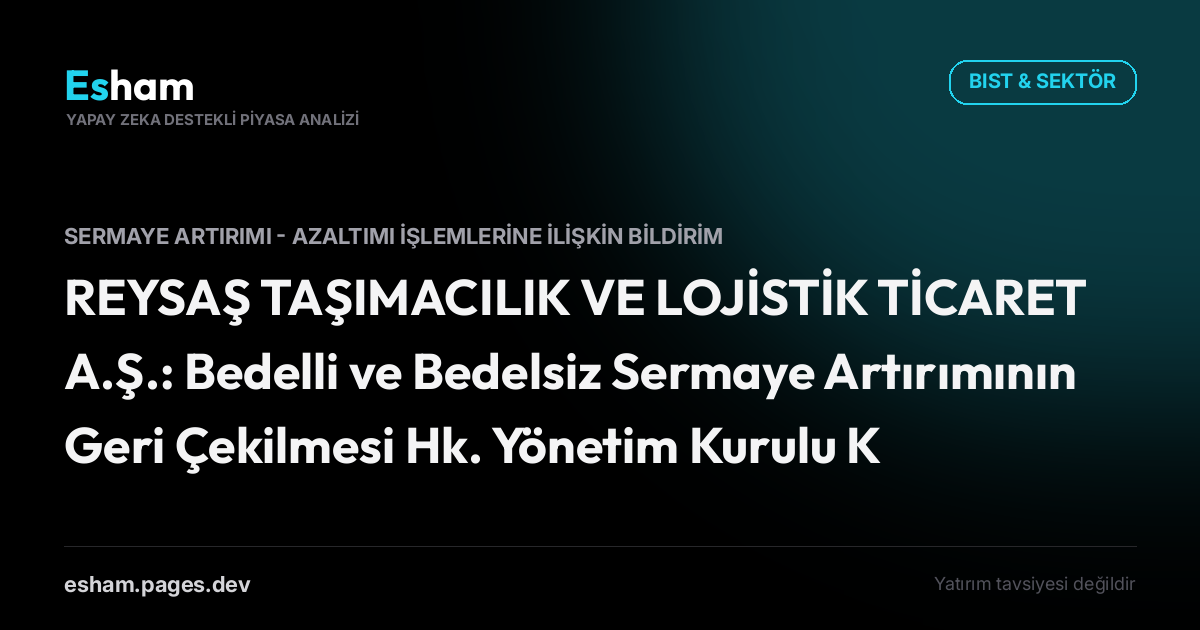 Esham
YAPAY ZEKA DESTEKLİ PİYASA ANALİZİ
BIST & SEKTÖR
SERMAYE ARTIRIMI - AZALTIMI İŞLEMLERİNE İLİŞKİN BİLDİRİM
REYSAŞ TAŞIMACILIK VE LOJİSTİK TİCARET
A.Ş.: Bedelli ve Bedelsiz Sermaye Artırımının
Geri Çekilmesi Hk. Yönetim Kurulu K
esham.pages.dev
Yatırım tavsiyesi değildir